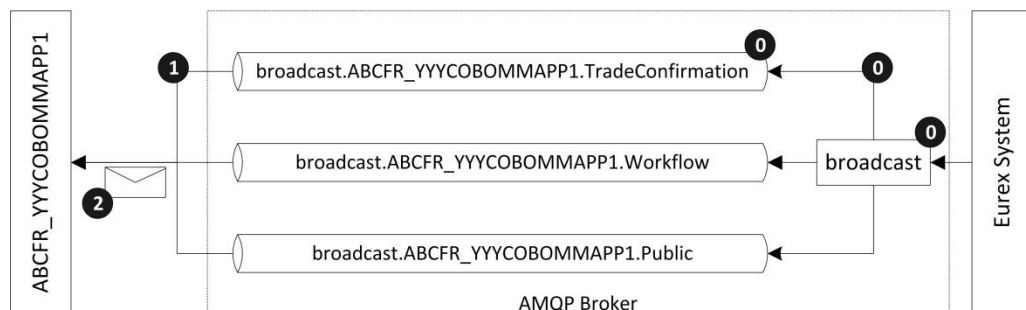 ABCFR_YYYCOBOMMAPP1
1
2
broadcast.ABCFR_YYYCOBOMMAPP1.TradeConfirmation
0
0
broadcast.ABCFR_YYYCOBOMMAPP1.Workflow
broadcast
0
broadcast.ABCFR_YYYCOBOMMAPP1.Public
AMQP Broker
Eurex System